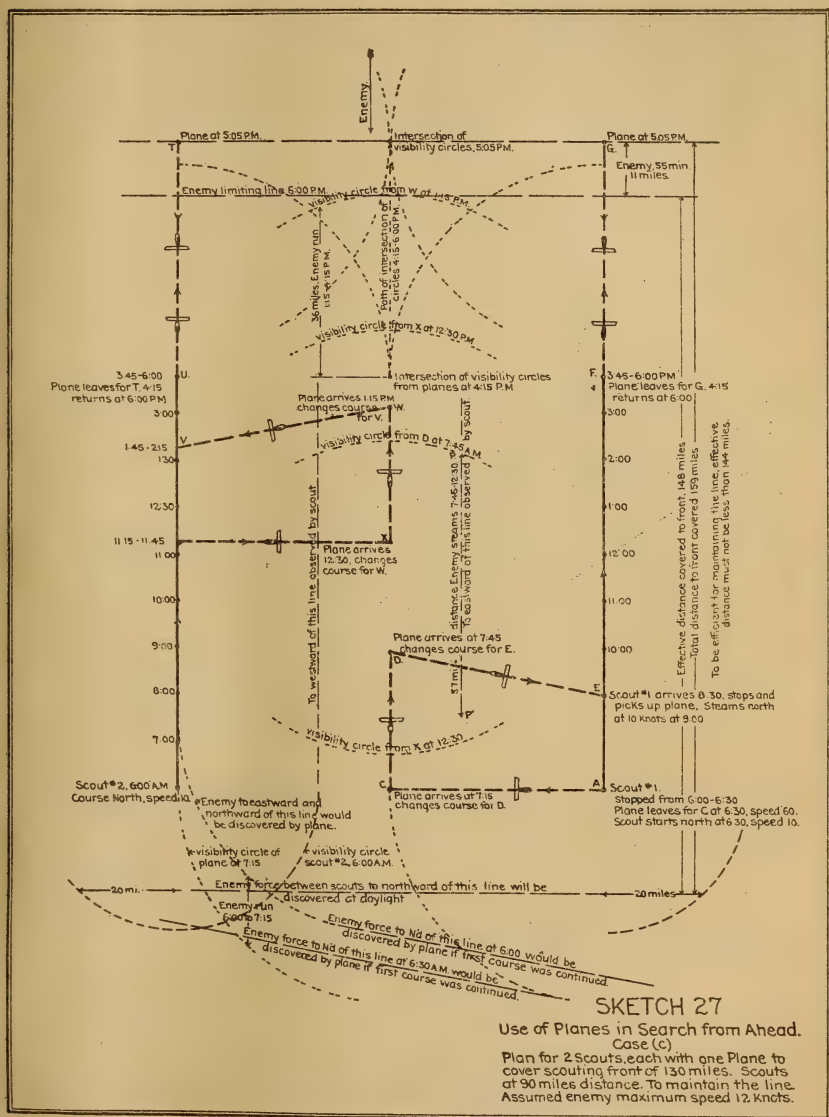 Enemy.
Plane at 5:05 P.M.
T
Intersection of
visibility circles, 5:05 P.M.
Plane at 5.05 P.M.
G.
Enemy, 55 min.
11 miles.
Enemy limiting line, 6:00 P.M.
visibility circle from W at 1:15 P.M.
36 miles, Enemy run
1:15-4:15 P.M.
Path of intersection of
circles 4:15-6:00 P.M.
visibility circle from X at 12:30 P.M.
3.45-6:00
U.
Plane leaves for T, 4:15
returns at 6:00 P.M.
Intersection of visibility circles
from planes at 4:15 P.M
F.
3.45-6:00 P.M
Plane leaves for G. 4:15
returns at 6:00
3:00
Plane arrives 1.15 P.M.
changes course
for V.
W.
3:00
V
1:45-2:15
1:30
visibility circle from D at 7:45 A.M.
P.
2:00
12:30
1:00
11 15-11.45
11 00
X
Plane arrives
12:30, changes
course for W.
12:00
To westward of this line observed by scout
57 miles distance Enemy steams 7:45-12:30
To eastward of this line observed by scout.
P'
Effective distance covered to front, 148 miles
Total distance to front covered 159 miles
To be efficient for maintaining the line, effective
distance must not be less than 144 miles.
10:00
11:00
9:00
Plane arrives at 7:45
changes course for E.
D.
10:00
8:00
E
Scout #1 arrives 8:30, stops and
picks up plane. Steams north
at 10 Knots at 9:00
7:00
visibility circle from X at 12:30
Scout #2, 6:00 A.M
Course North, speed 10.
C
Plane arrives at 7:15
changes course for D.
A
Scout #1.
Stopped from 6:00-6:30
Plane leaves for C at 6:30, speed 60.
Scout starts north at 6:30, speed 10.
Enemy to eastward and
northward of this line would
be discovered by plane.
visibility circle of
plane at 7:15
visibility circle
scout #2, 6:00 A.M.
20 mi.
Enemy force between scouts to northward of this line will be
discovered at daylight
20 miles
Enemy run
6:00 to 7:15
Enemy force to N'd of this line at 6:00 would be
discovered by plane if first course was continued.
Enemy force to N'd of this line at 6:30 A.M. would be
discovered by plane if first course was continued.
SKETCH 27
Use of Planes in Search from Ahead.
Case (c)
Plan for 2 Scouts, each with one Plane to
cover scouting front of 130 miles. Scouts
at 90 miles distance. To maintain the line.
Assumed enemy maximum speed 12 Knots.